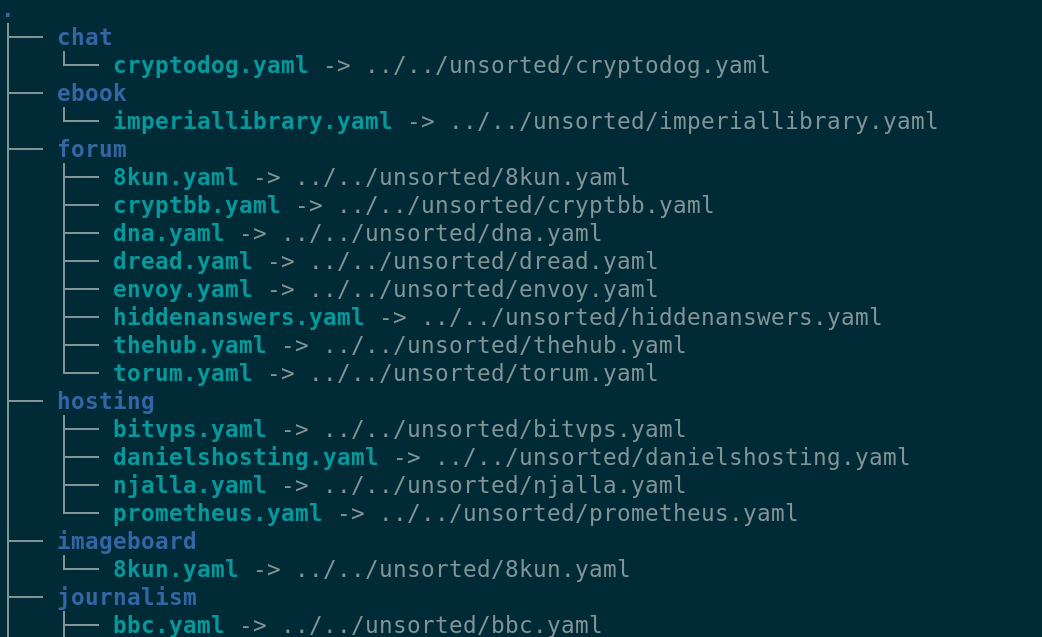 .
├── chat
│   └── cryptodog.yaml -> ../../unsorted/cryptodog.yaml
├── ebook
│   └── imperiallibrary.yaml -> ../../unsorted/imperiallibrary.yaml
├── forum
│   ├── 8kun.yaml -> ../../unsorted/8kun.yaml
│   ├── cryptbb.yaml -> ../../unsorted/cryptbb.yaml
│   ├── dna.yaml -> ../../unsorted/dna.yaml
│   ├── dread.yaml -> ../../unsorted/dread.yaml
│   ├── envoy.yaml -> ../../unsorted/envoy.yaml
│   ├── hiddenanswers.yaml -> ../../unsorted/hiddenanswers.yaml
│   ├── thehub.yaml -> ../../unsorted/thehub.yaml
│   └── torum.yaml -> ../../unsorted/torum.yaml
├── hosting
│   ├── bitvps.yaml -> ../../unsorted/bitvps.yaml
│   ├── danielshosting.yaml -> ../../unsorted/danielshosting.yaml
│   ├── njalla.yaml -> ../../unsorted/njalla.yaml
│   └── prometheus.yaml -> ../../unsorted/prometheus.yaml
├── imageboard
│   └── 8kun.yaml -> ../../unsorted/8kun.yaml
├── journalism
│   ├── bbc.yaml -> ../../unsorted/bbc.yaml